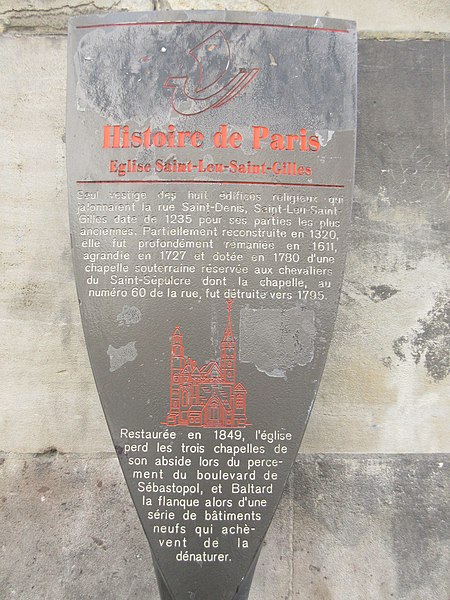 Histoire de Paris
Eglise Saint-Leu-Saint-Gilles
Seul vestige des huit édifices religieux qui
jalonnaient la rue Saint-Denis, Saint-Leu-Saint-
Gilles date de 1235 pour ses parties les plus
anciennes. Partiellement reconstruite en 1320,
elle fut profondément remaniée en 1611,
agrandie en 1727 et dotée en 1780 d'une
chapelle souterraine réservée aux chevaliers
du Saint-Sépulcre dont la chapelle, au
numéro 60 de la rue, fut détruite vers 1795.
Restaurée en 1849, l'église
perd les trois chapelles de
son abside lors du perce-
ment du boulevard de
Sébastopol, et Baltard
la flanque alors d'une
série de bâtiments
neufs qui achè-
vent de la
dénaturer.